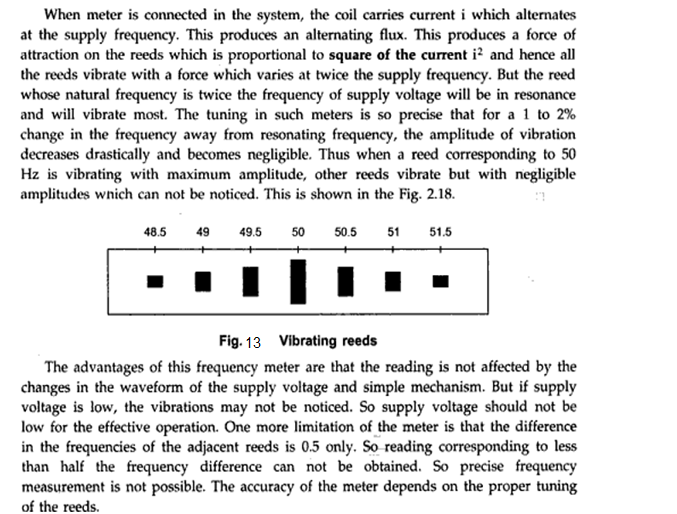 When meter is connected in the system, the coil carries current i which alternates
at the supply frequency. This produces an alternating flux. This produces a force of
attraction on the reeds which is proportional to square of the current i² and hence all
the reeds vibrate with a force which varies at twice the supply frequency. But the reed
whose natural frequency is twice the frequency of supply voltage will be in resonance
and will vibrate most. The tuning in such meters is so precise that for a 1 to 2%
change in the frequency away from resonating frequency, the amplitude of vibration
decreases drastically and becomes negligible. Thus when a reed corresponding to 50
Hz is vibrating with maximum amplitude, other reeds vibrate but with negligible
amplitudes which can not be noticed. This is shown in the Fig. 2.18.
48.5 49 49.5 50 50.5 51 51.5
Fig. 13 Vibrating reeds
The advantages of this frequency meter are that the reading is not affected by the
changes in the waveform of the supply voltage and simple mechanism. But if supply
voltage is low, the vibrations may not be noticed. So supply voltage should not be
low for the effective operation. One more limitation of the meter is that the difference
in the frequencies of the adjacent reeds is 0.5 only. So reading corresponding to less
than half the frequency difference can not be obtained. So precise frequency
measurement is not possible. The accuracy of the meter depends on the proper tuning
of the reeds.